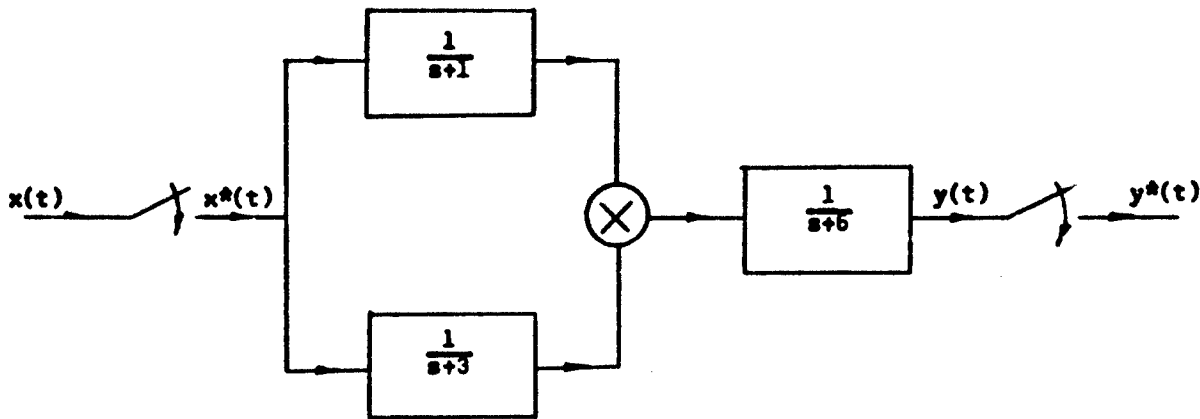 1
s+1
x(t)
x*(t)
1
s+6
y(t)
y*(t)
1
s+3